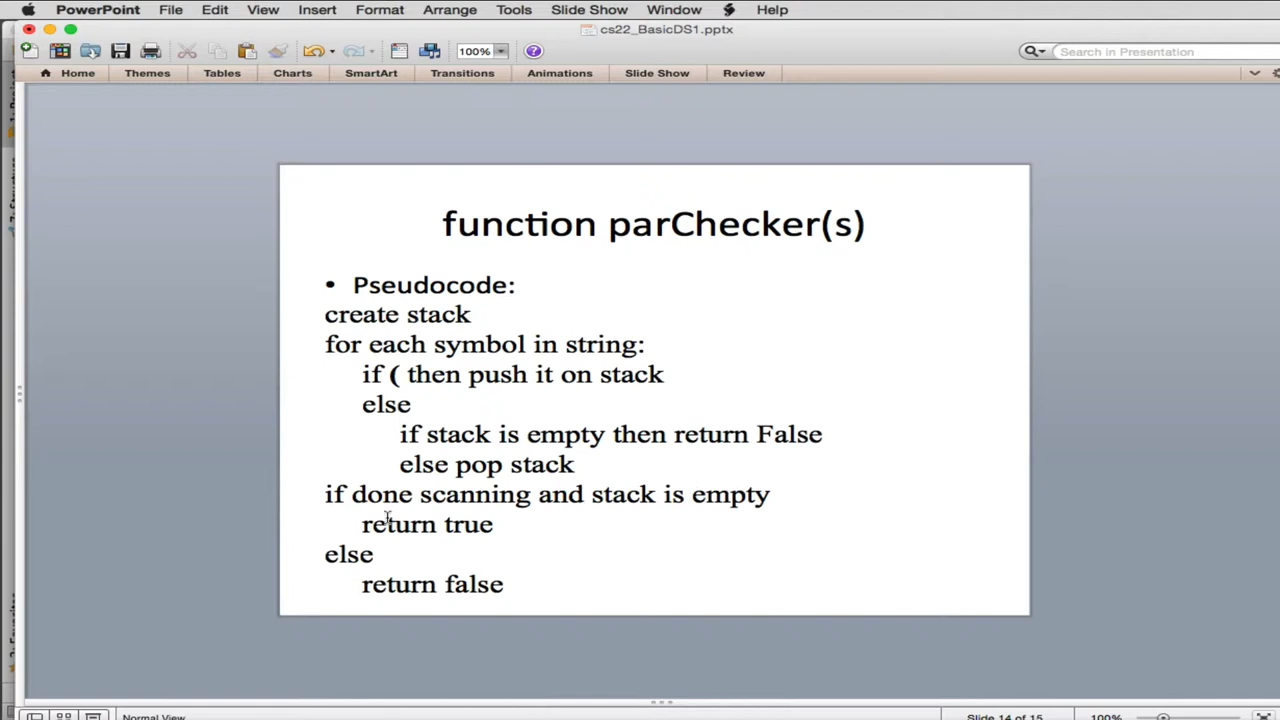 PowerPoint File Edit View Insert Format Arrange Tools Slide Show Window Help
cs22_BasicDS1.pptx
100% Search in Presentation
Home Themes Tables Charts SmartArt Transitions Animations Slide Show Review
function parChecker(s)
• Pseudocode:
create stack
for each symbol in string:
if ( then push it on stack
else
if stack is empty then return False
else pop stack
if done scanning and stack is empty
return true
else
return false
Normal View Slide 14 of 15 100%